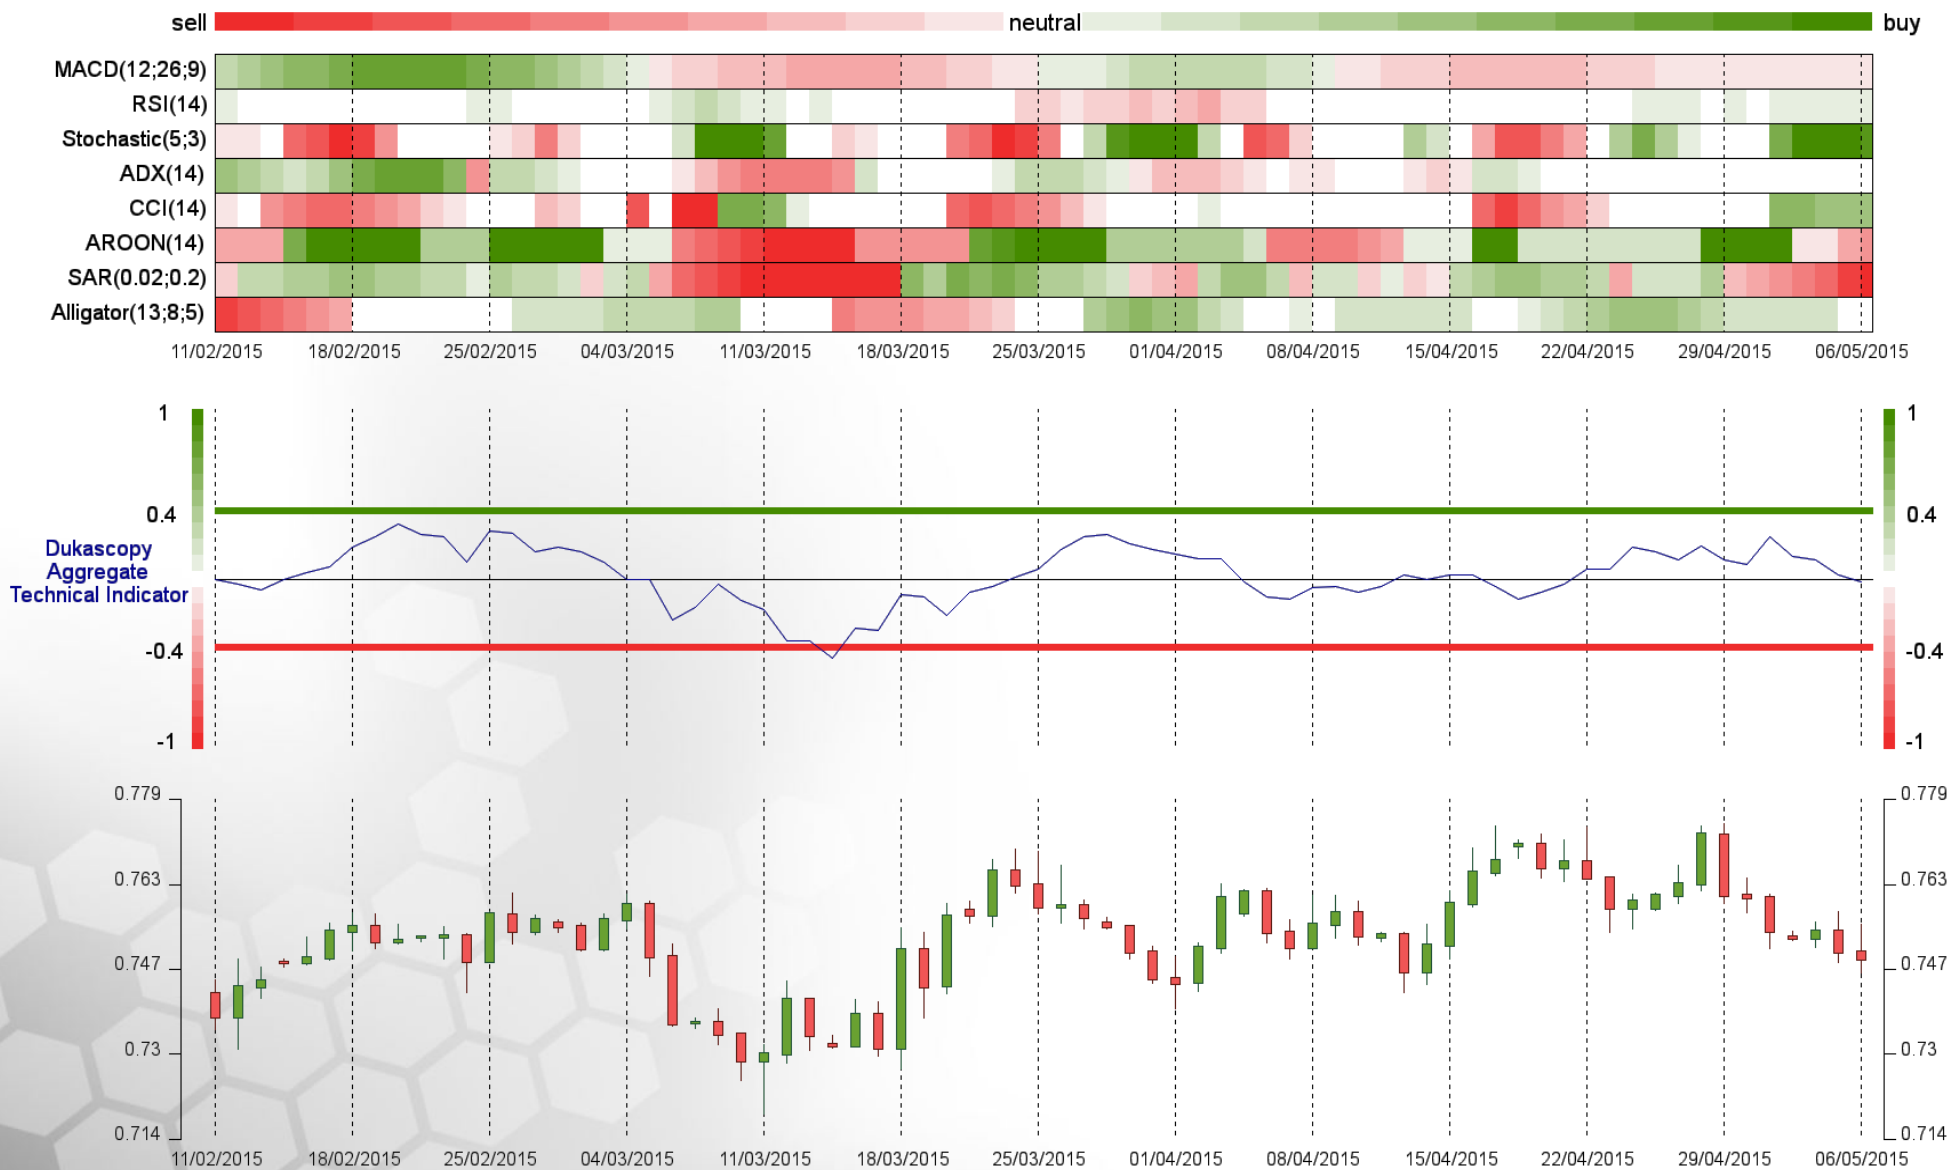 sell neutral buy
MACD(12;26;9)
RSI(14)
Stochastic(5;3)
ADX(14)
CCI(14)
AROON(14)
SAR(0.02;0.2)
Alligator(13;8;5)
11/02/2015 18/02/2015 25/02/2015 04/03/2015 11/03/2015 18/03/2015 25/03/2015 01/04/2015 08/04/2015 15/04/2015 22/04/2015 29/04/2015 06/05/2015
1 1
0.4 0.4
Dukascopy
Aggregate
Technical Indicator
-0.4 -0.4
-1 -1
0.779 0.779
0.763 0.763
0.747 0.747
0.73 0.73
0.714 0.714
11/02/2015 18/02/2015 25/02/2015 04/03/2015 11/03/2015 18/03/2015 25/03/2015 01/04/2015 08/04/2015 15/04/2015 22/04/2015 29/04/2015 06/05/2015